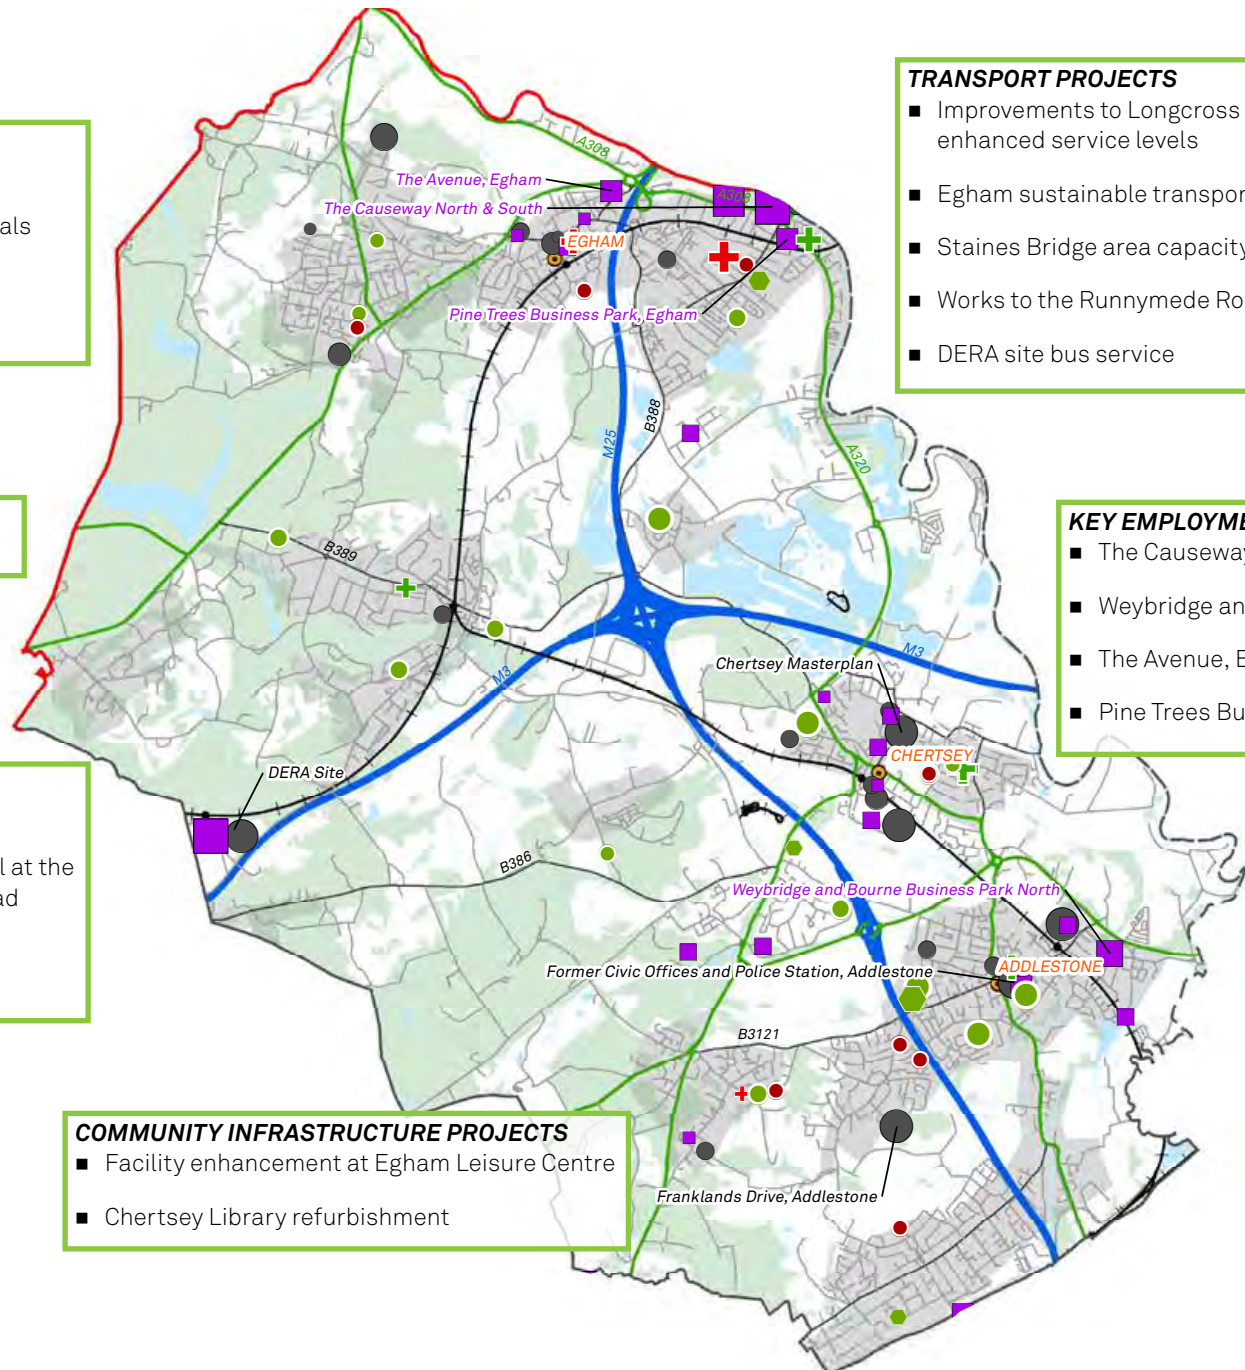 TRANSPORT PROJECTS
■ Improvements to Longcross
enhanced service levels
■ Egham sustainable transpor
■ Staines Bridge area capacity
■ Works to the Runnymede Ro
■ DERA site bus service
als
A308
The Avenue, Egham
A308
The Causeway North & South
EGHAM
Pine Trees Business Park, Egham
B388
M25
A320
KEY EMPLOYME
■ The Causeway
■ Weybridge an
■ The Avenue, E
■ Pine Trees Bu
B389
M3
M3
Chertsey Masterplan
CHERTSEY
DERA Site
l at the
ad
B386
Weybridge and Bourne Business Park North
Former Civic Offices and Police Station, Addlestone
ADDLESTONE
B3121
COMMUNITY INFRASTRUCTURE PROJECTS
■ Facility enhancement at Egham Leisure Centre
■ Chertsey Library refurbishment
Franklands Drive, Addlestone